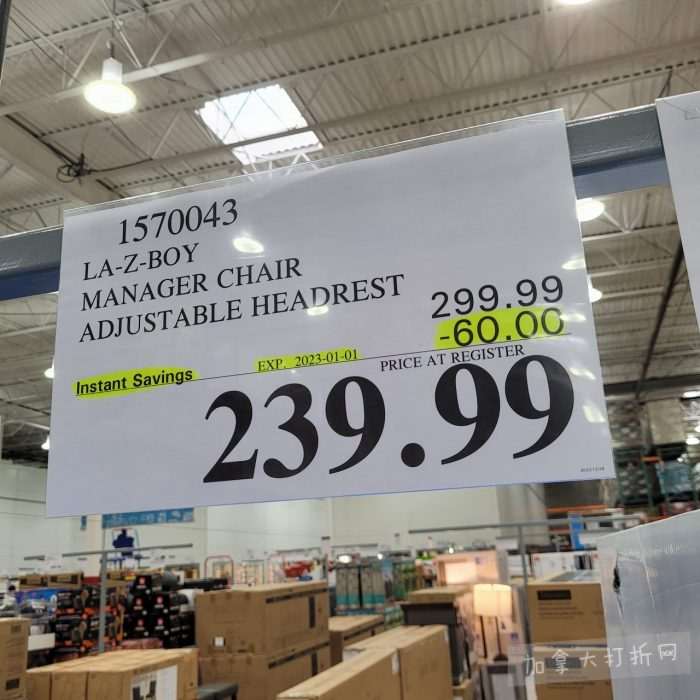 1570043
LA-Z-BOY
MANAGER CHAIR
ADJUSTABLE HEADREST
299.99
-60.00
Instant Savings
EXP. 2023-01-01
PRICE AT REGISTER
239.99
加拿大打折网